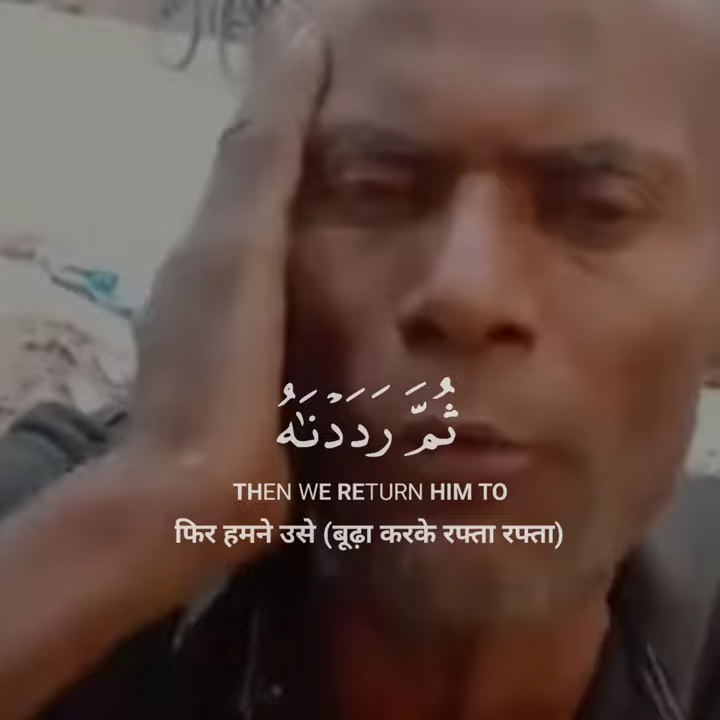 ثُمَّ رَدَدۡنَٰهُ
THEN WE RETURN HIM TO
फिर हमने उसे (बूढ़ा करके रफ्ता रफ्ता)